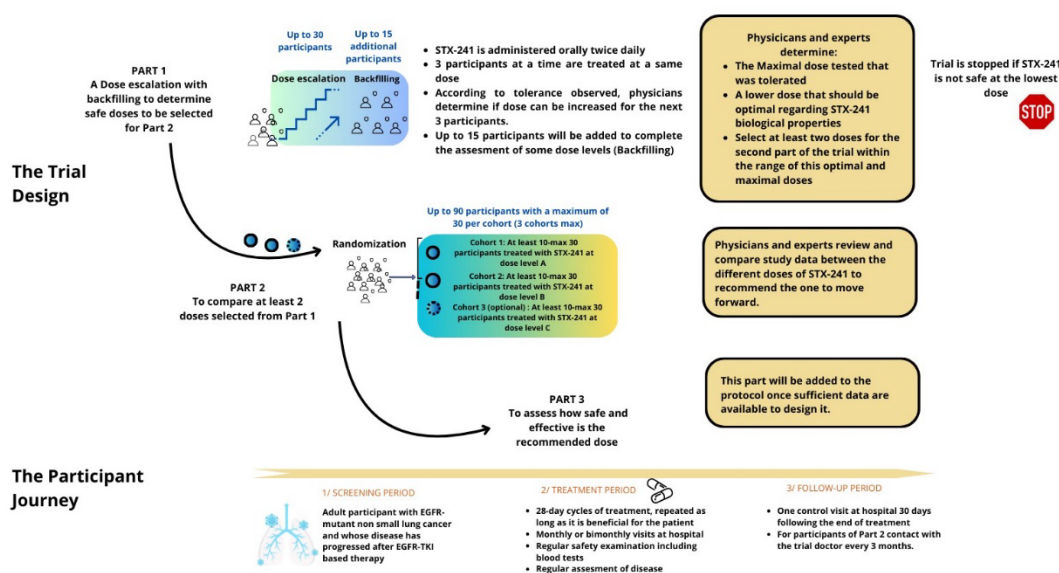 The Trial
Design
PART 1
A Dose escalation with
backfilling to determine
safe doses to be selected
for Part 2
Up to 30
participants
Up to 15
additional
participants
Dose escalation
Backfilling
• STX-241 is administered orally twice daily
• 3 participants at a time are treated at a same
dose
• According to tolerance observed, physicians
determine if dose can be increased for the next
3 participants.
• Up to 15 participants will be added to complete
the assesment of some dose levels (Backfilling)
Physicicans and experts
determine:
• The Maximal dose tested that
was tolerated
• A lower dose that should be
optimal regarding STX-241
biological properties
• Select at least two doses for the
second part of the trial within
the range of this optimal and
maximal doses
Trial is stopped if STX-241
is not safe at the lowest
dose
STOP
PART 2
To compare at least 2
doses selected from Part 1
Randomization
Up to 90 participants with a maximum of
30 per cohort (3 cohorts max)
Cohort 1: At least 10-max 30
participants treated with STX-241 at
dose level A
Cohort 2: At least 10-max 30
participants treated with STX-241 at
dose level B
Cohort 3 (optional) : At least 10-max 30
participants treated with STX-241 at
dose level C
Physicians and experts review and
compare study data between the
different doses of STX-241 to
recommend the one to move
forward.
PART 3
To assess how safe and
effective is the
recommended dose
This part will be added to the
protocol once sufficient data are
available to design it.
The Participant
Journey
1/ SCREENING PERIOD
Adult participant with EGFR-
mutant non small lung cancer
and whose disease has
progressed after EGFR-TKI
based therapy
2/ TREATMENT PERIOD
• 28-day cycles of treatment, repeated as
long as it is beneficial for the patient
• Monthly or bimonthly visits at hospital
• Regular safety examination including
blood tests
• Regular assesment of disease
3/ FOLLOW-UP PERIOD
• One control visit at hospital 30 days
following the end of treatment
• For participants of Part 2 contact with
the trial doctor every 3 months.